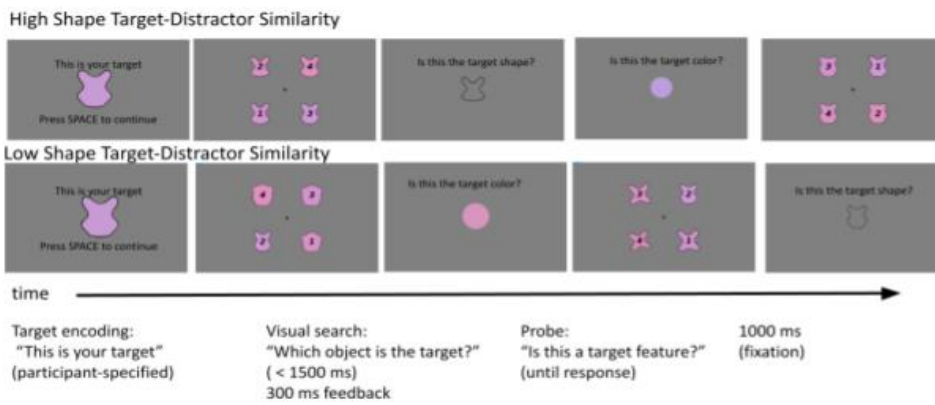 High Shape Target-Distractor Similarity
This is your target
Press SPACE to continue
Is this the target shape?
Is this the target color?
Low Shape Target-Distractor Similarity
This is your target
Press SPACE to continue
Is this the target color?
Is this the target shape?
time
Target encoding:
"This is your target"
(participant-specified)
Visual search:
"Which object is the target?"
( < 1500 ms)
300 ms feedback
Probe:
"Is this a target feature?"
(until response)
1000 ms
(fixation)